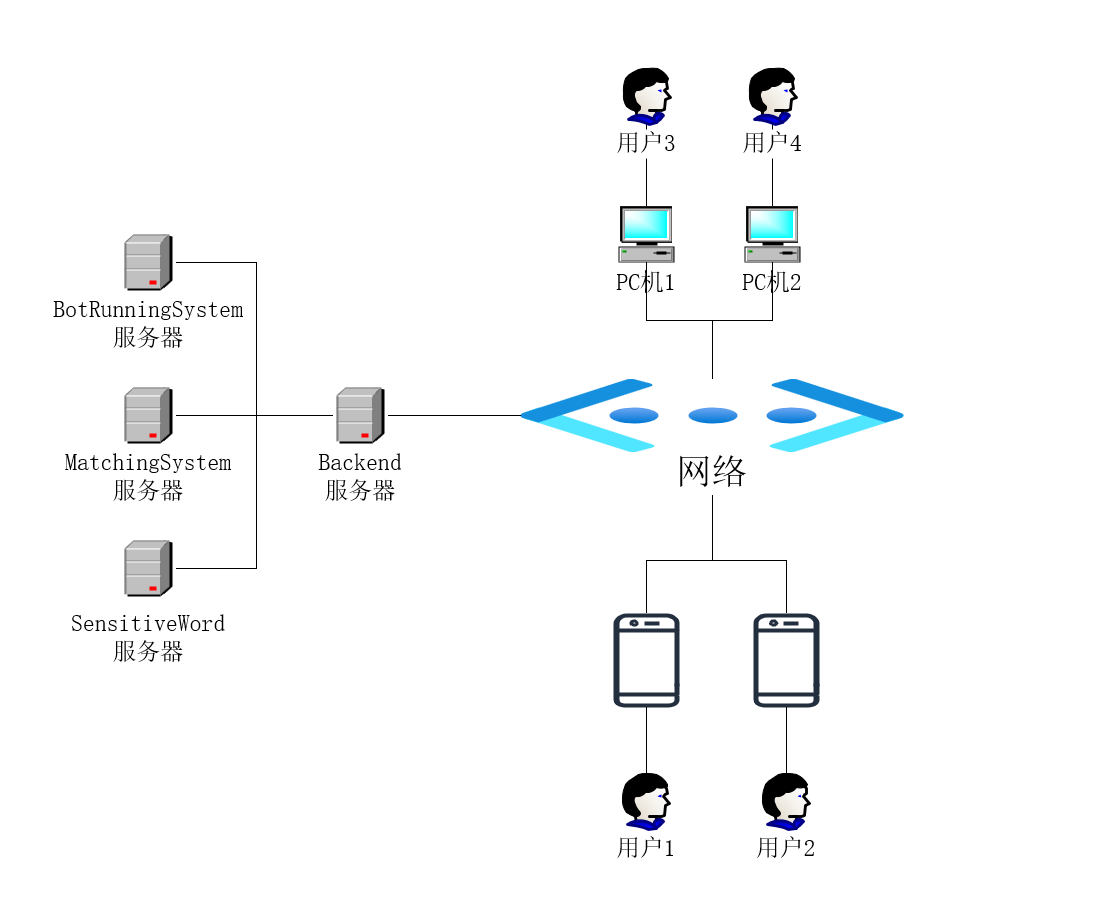 用户3
用户4
PC机1
PC机2
BotRunningSystem
服务器
MatchingSystem
服务器
Backend
服务器
网络
SensitiveWord
服务器
用户1
用户2